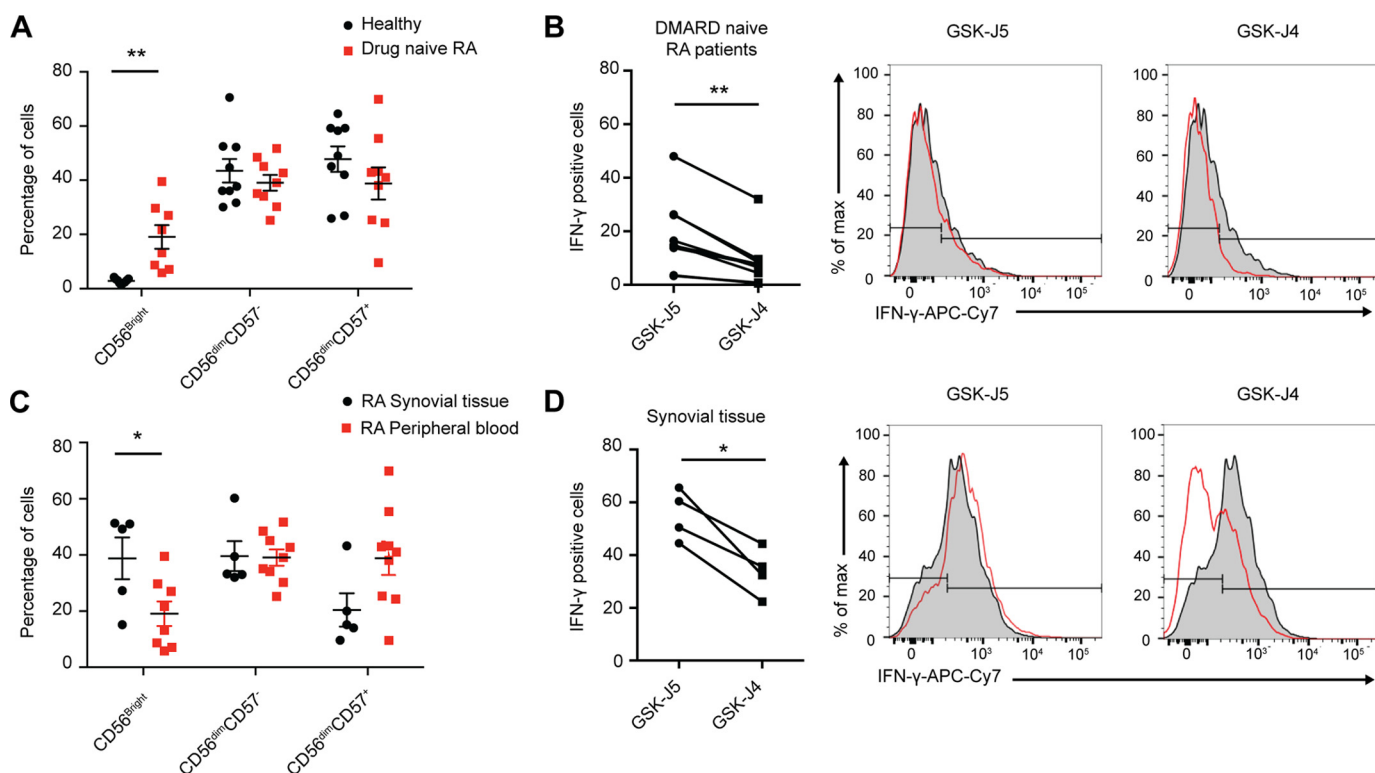 A
Healthy
Drug naive RA
**
80
60
40
20
0
Percentage of cells
CD56Bright
CD56dimCD57-
CD56dimCD57+
B
DMARD naive
RA patients
**
80
60
40
20
0
IFN-γ positive cells
GSK-J5
GSK-J4
GSK-J5
100
80
60
40
20
0
% of max
0
10³
10⁴
10⁵
GSK-J4
100
80
60
40
20
0
0
10³
10⁴
10⁵
IFN-γ-APC-Cy7
C
RA Synovial tissue
RA Peripheral blood
*
80
60
40
20
0
Percentage of cells
CD56Bright
CD56dimCD57-
CD56dimCD57+
D
Synovial tissue
*
80
60
40
20
0
IFN-γ positive cells
GSK-J5
GSK-J4
GSK-J5
100
80
60
40
20
0
% of max
0
10³
10⁴
10⁵
GSK-J4
100
80
60
40
20
0
0
10³
10⁴
10⁵
IFN-γ-APC-Cy7